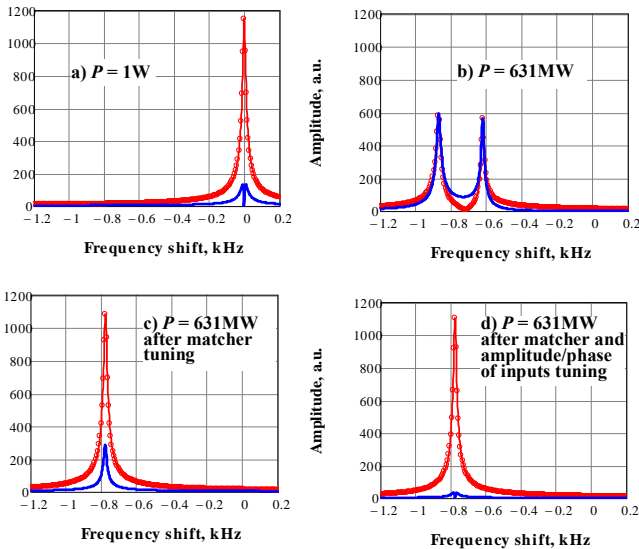 1200
1000
800
600
400
200
0
a) P = 1W
−1.2 −1 −0.8 −0.6 −0.4 −0.2 0 0.2
Frequency shift, kHz
Amplitude, a.u.
1200
1000
800
600
400
200
0
b) P = 631MW
−1.2 −1 −0.8 −0.6 −0.4 −0.2 0 0.2
Frequency shift, kHz
1200
1000
800
600
400
200
0
c) P = 631MW
after matcher
tuning
−1.2 −1 −0.8 −0.6 −0.4 −0.2 0 0.2
Frequency shift, kHz
Amplitude, a.u.
1200
1000
800
600
400
200
0
d) P = 631MW
after matcher and
amplitude/phase
of inputs tuning
−1.2 −1 −0.8 −0.6 −0.4 −0.2 0 0.2
Frequency shift, kHz